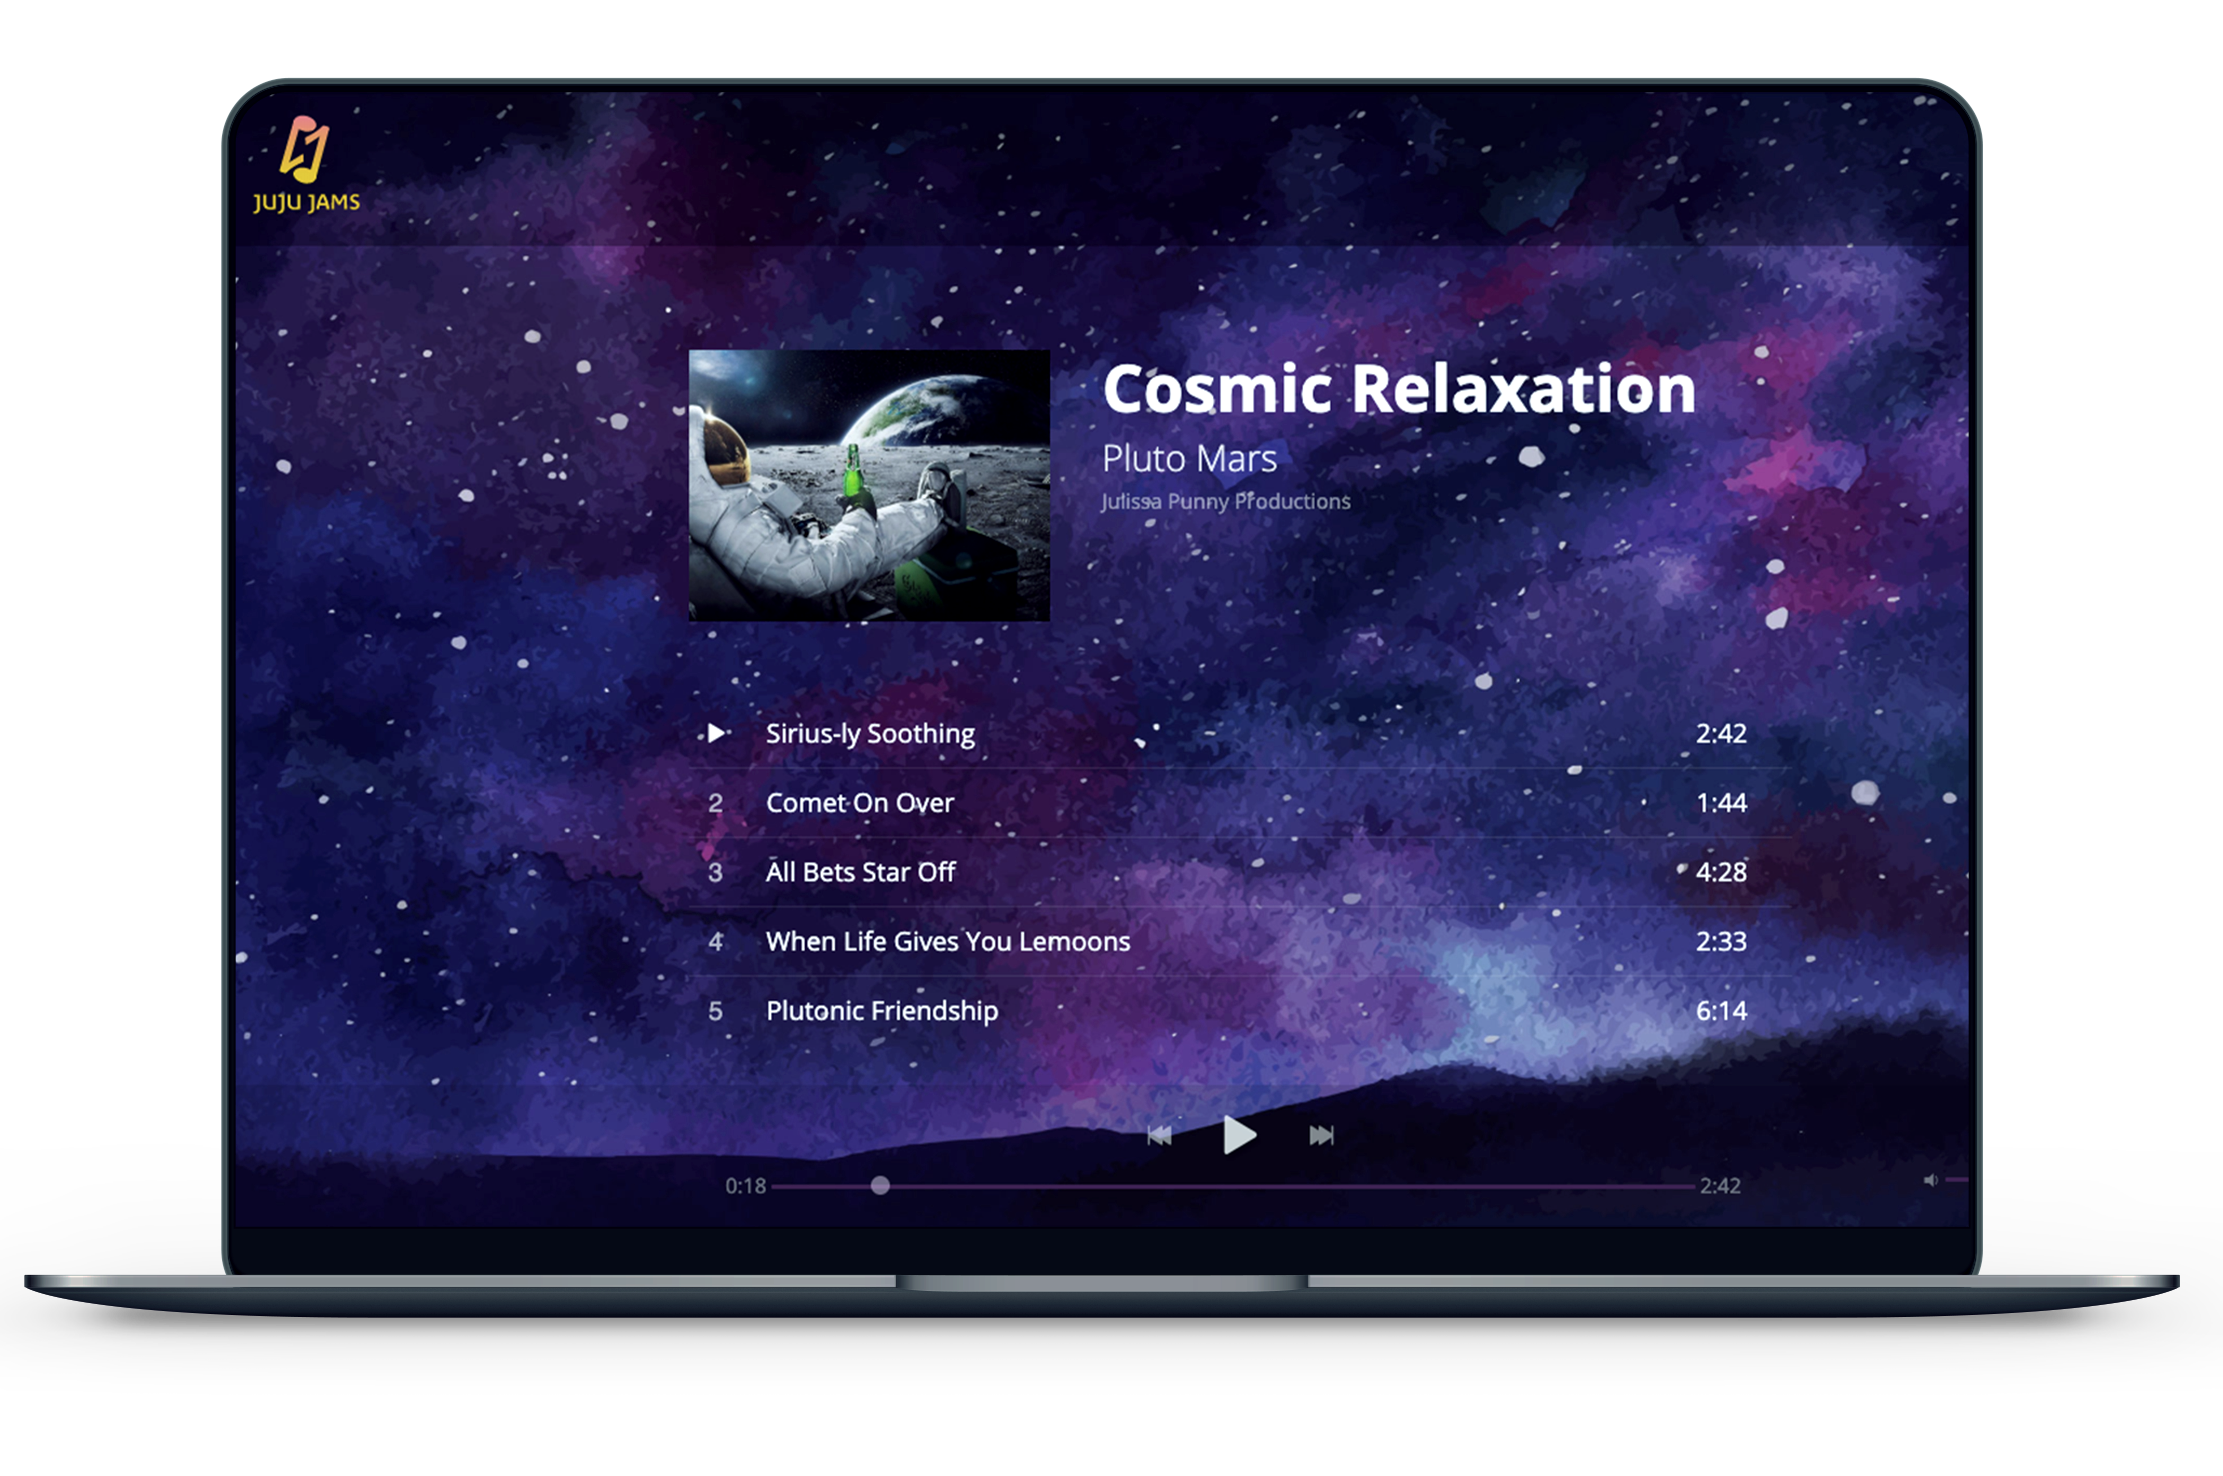 JUJU JAMS
Cosmic Relaxation
Pluto Mars
Julissa Punny Productions
Sirius-ly Soothing 2:42
2 Comet On Over 1:44
3 All Bets Star Off 4:28
4 When Life Gives You Lemoons 2:33
5 Plutonic Friendship 6:14
0:18 2:42